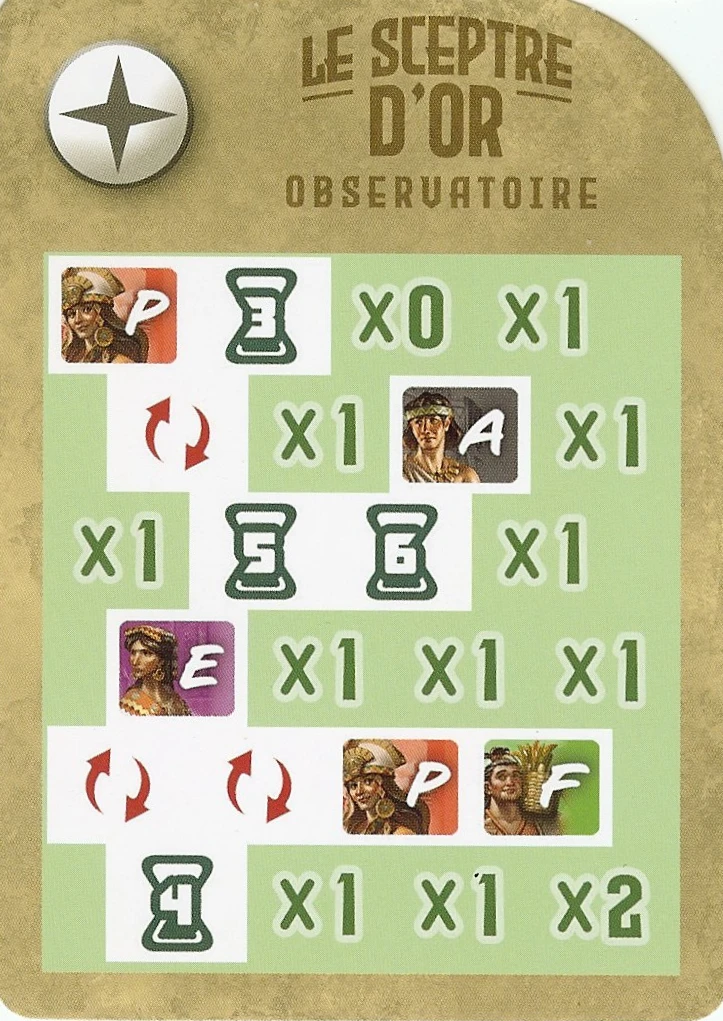 LE SCEPTRE
D'OR
OBSERVATOIRE
P 3 X0 X1
X1 A X1
X1 5 6 X1
E X1 X1 X1
P F
4 X1 X1 X2